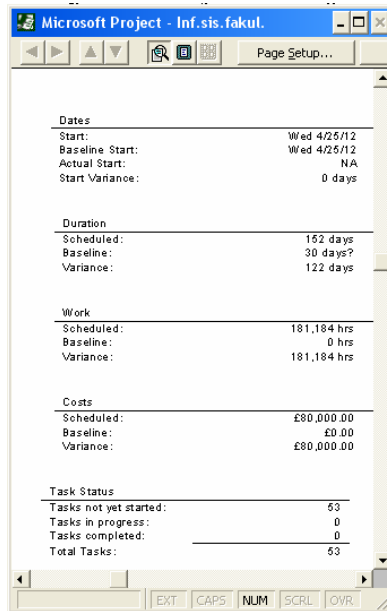 Microsoft Project - Inf.sis.fakul.
Page Setup...
Dates
Start: Wed 4/25/12
Baseline Start: Wed 4/25/12
Actual Start: NA
Start Variance: 0 days
Duration
Scheduled: 152 days
Baseline: 30 days?
Variance: 122 days
Work
Scheduled: 181,184 hrs
Baseline: 0 hrs
Variance: 181,184 hrs
Costs
Scheduled: £80,000.00
Baseline: £0.00
Variance: £80,000.00
Task Status
Tasks not yet started: 53
Tasks in progress: 0
Tasks completed: 0
Total Tasks: 53
EXT CAPS NUM SCRL OVR